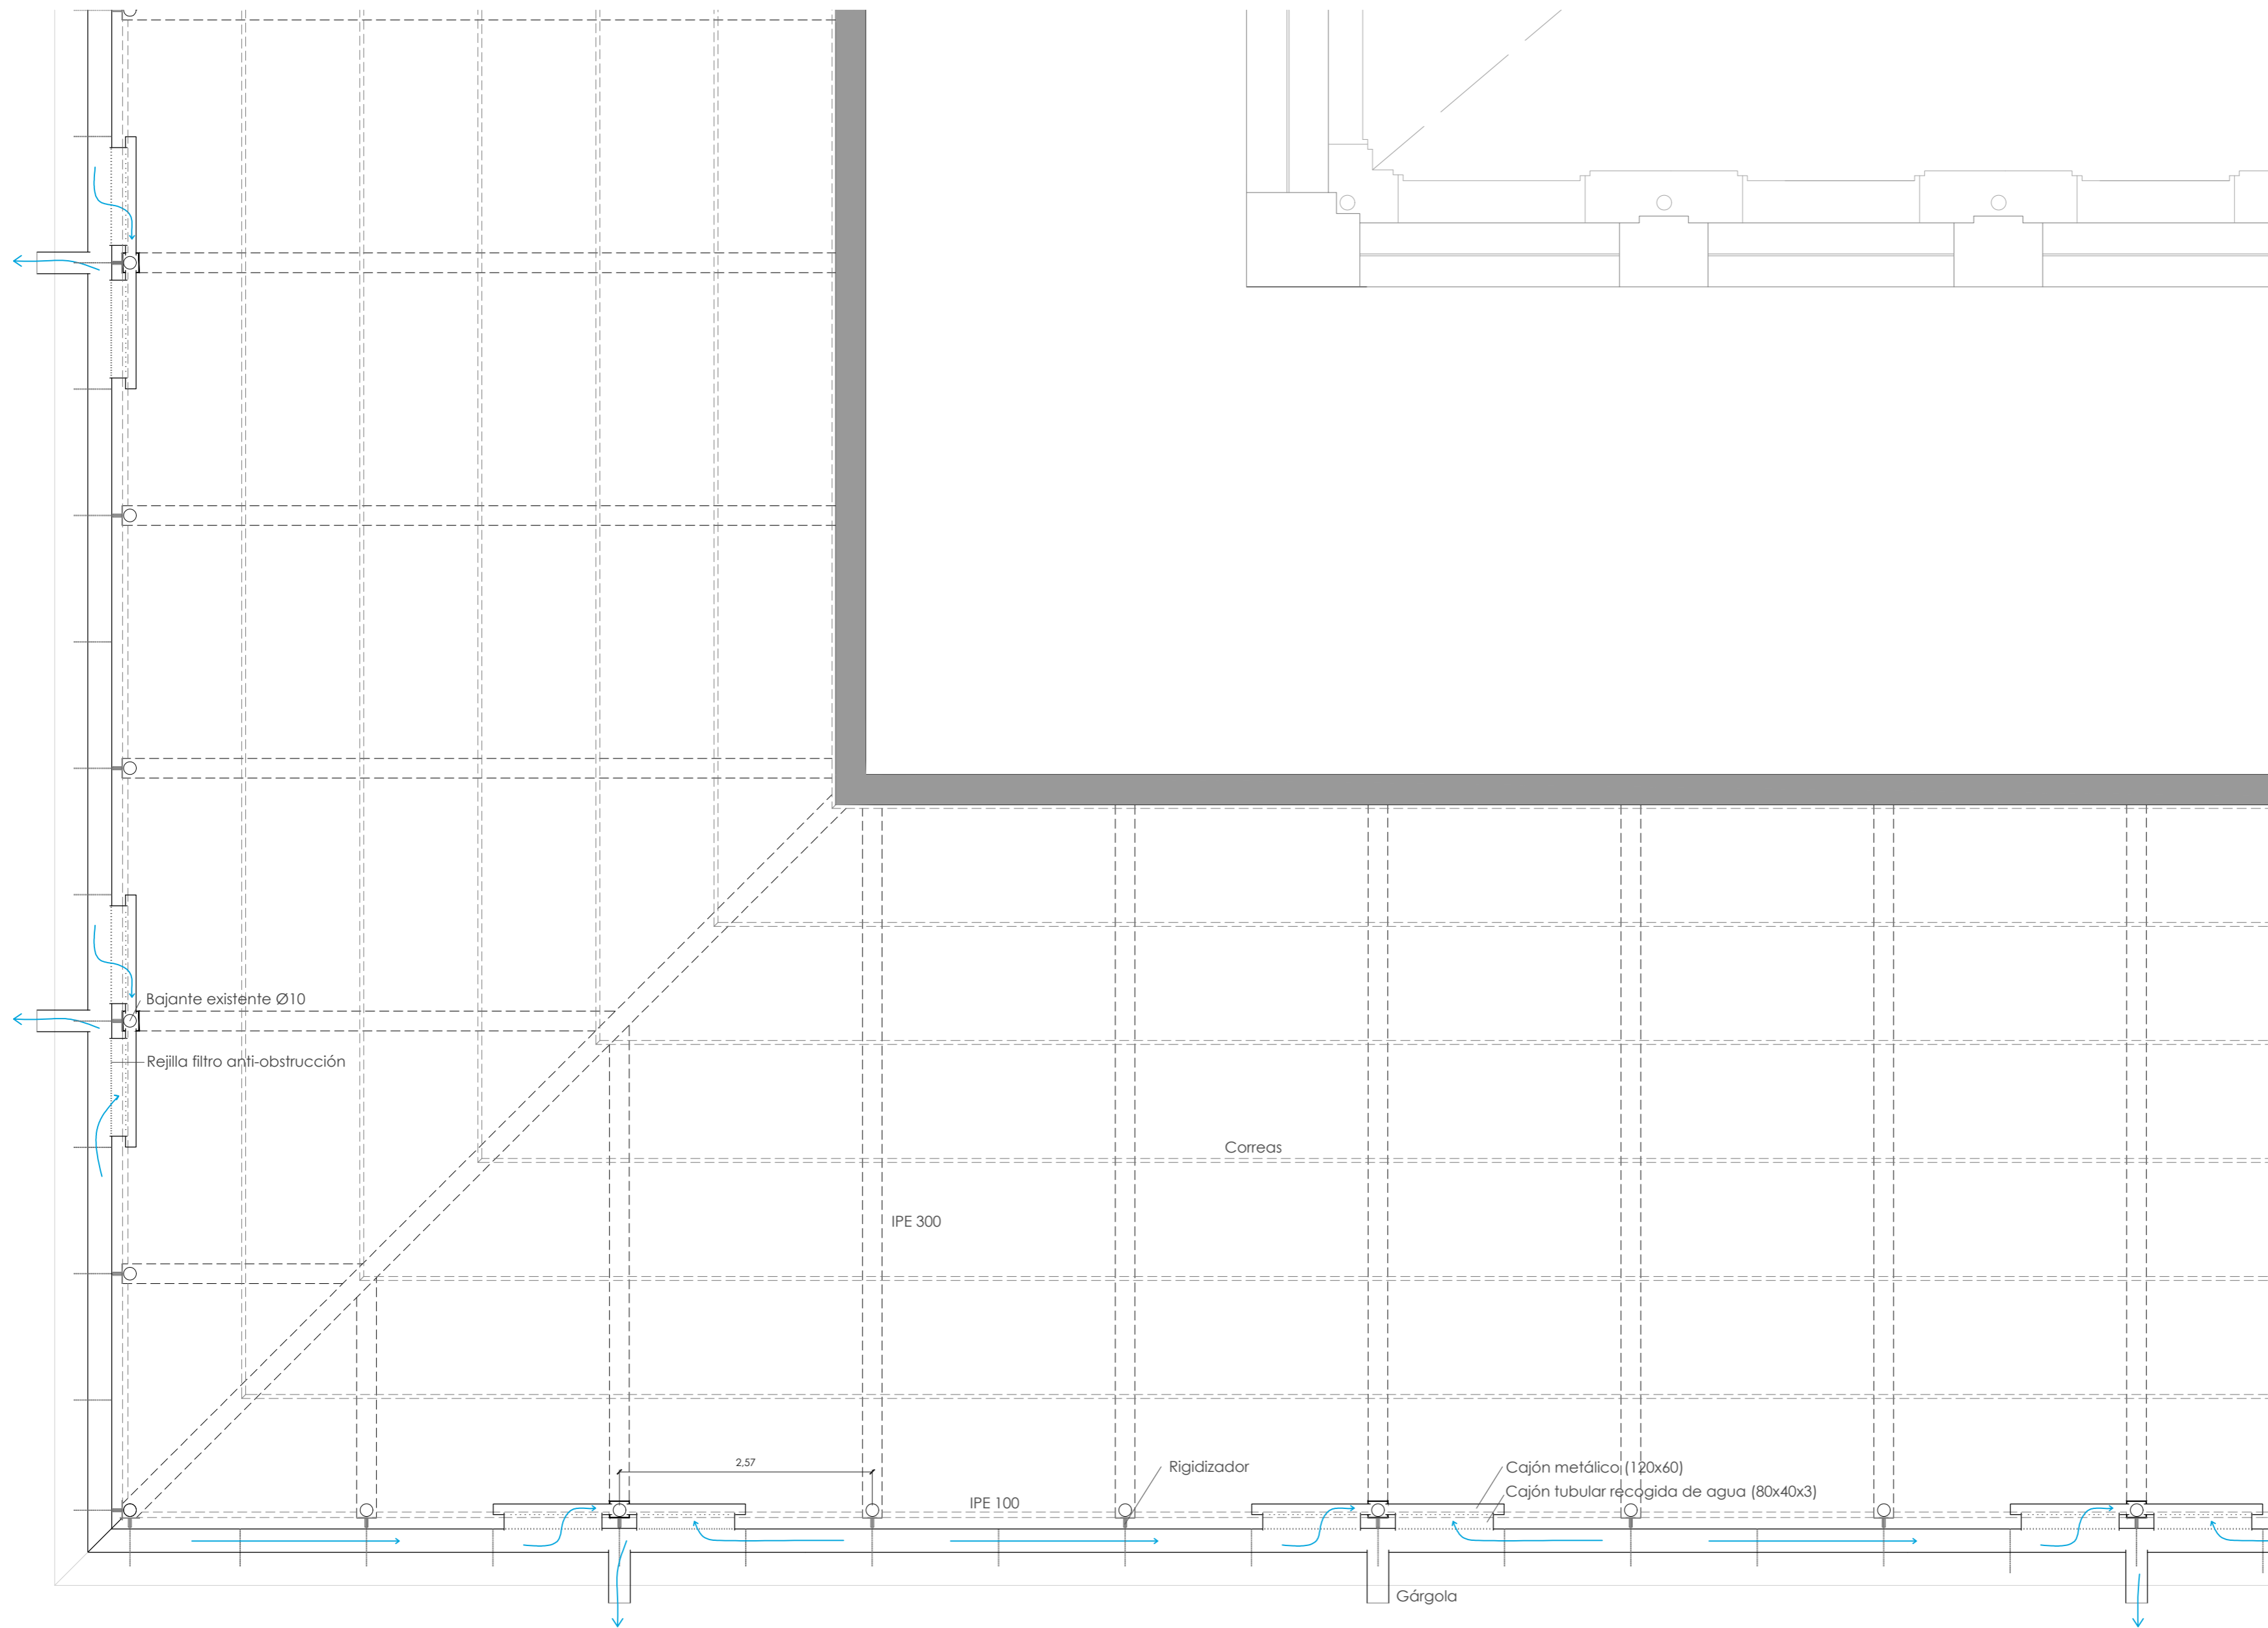 Bajante existente Ø10
Rejilla filtro anti-obstrucción
Correas
IPE 300
2,57
Rigidizador
Cajón metálico (120x60)
Cajón tubular recogida de agua (80x40x3)
IPE 100
Gárgola